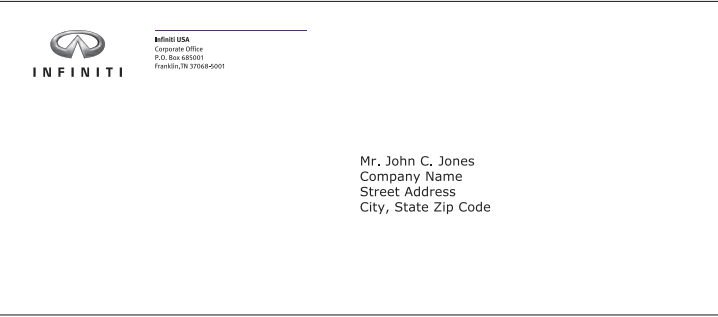 INFINITI
Infiniti USA
Corporate Office
P.O. Box 685001
Franklin,TN 37068-5001
Mr. John C. Jones
Company Name
Street Address
City, State Zip Code